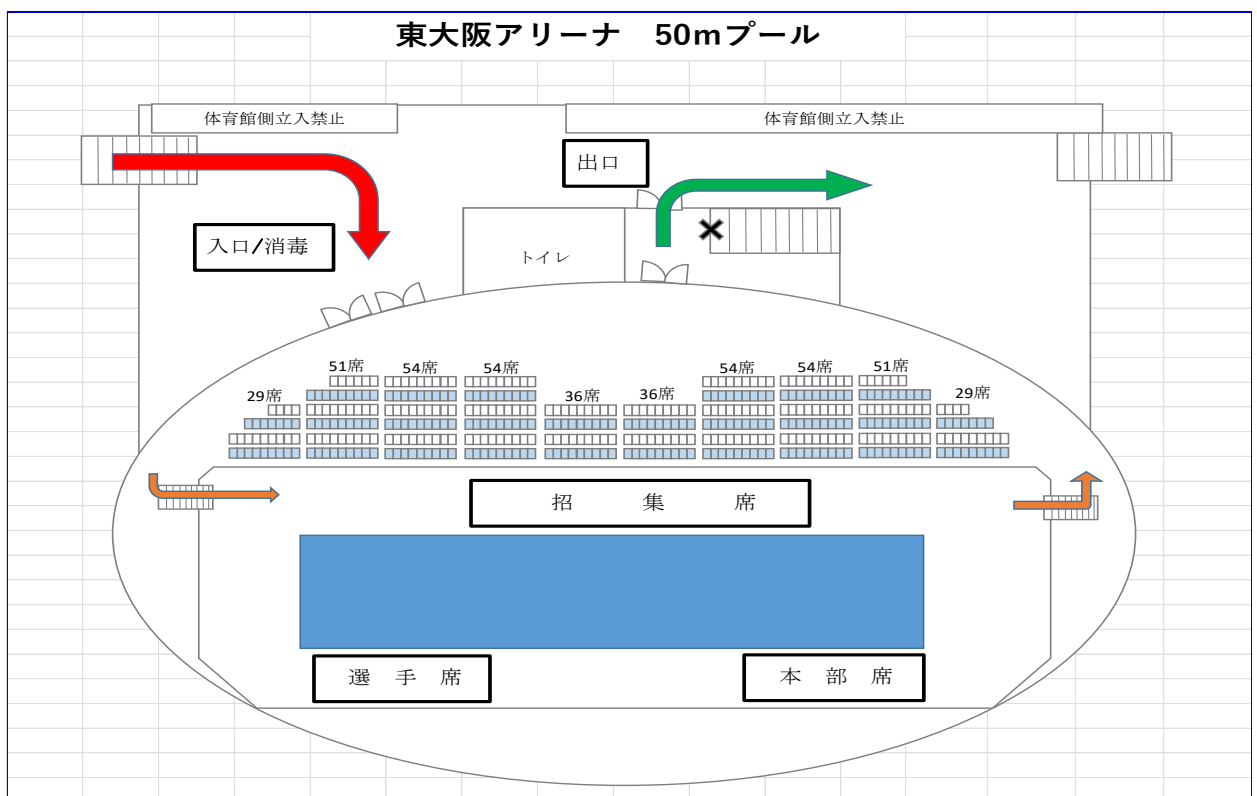 東大阪アリーナ　50mプール
体育館側立入禁止
体育館側立入禁止
出口
入口/消毒
トイレ
29席
51席
54席
54席
36席
36席
54席
54席
51席
29席
招　集　席
選 手 席
本 部 席